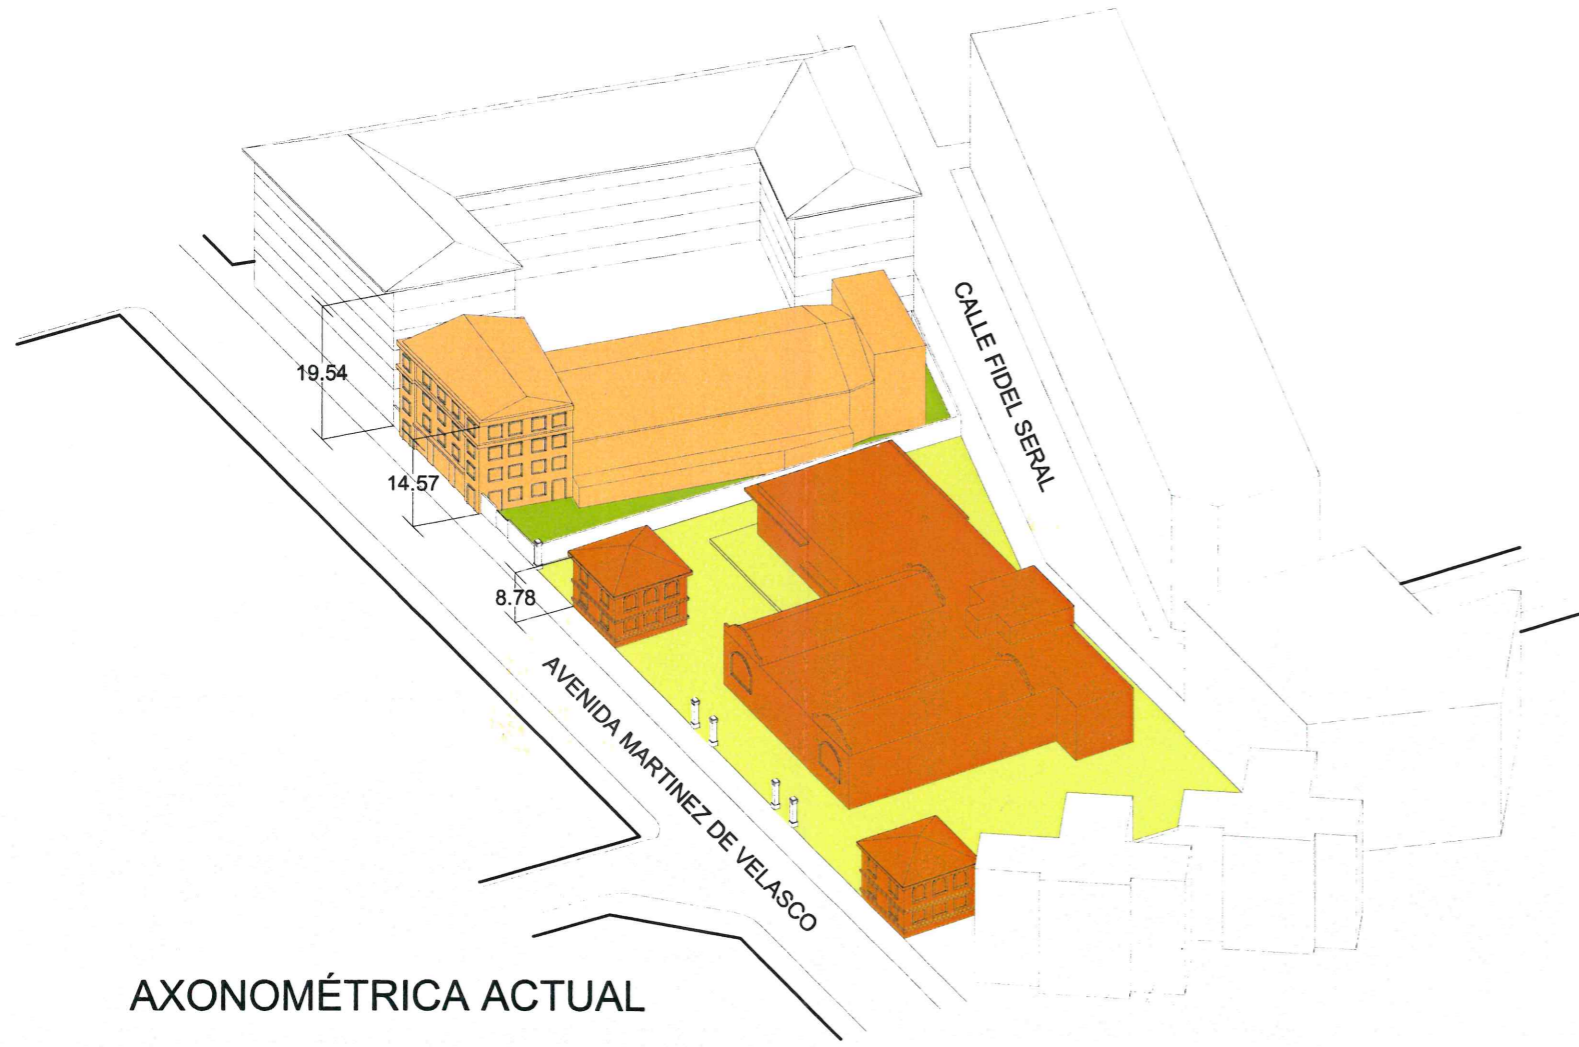 CALLE FIDEL SERAL
19.54
14.57
8.78
AVENIDA MARTINEZ DE VELASCO
AXONOMÉTRICA ACTUAL